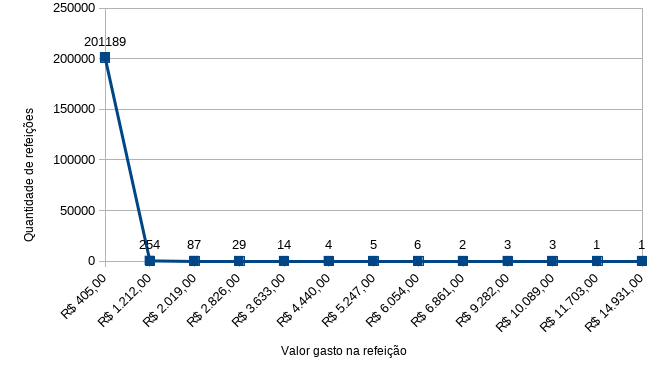 250000
201189
200000
150000
Quantidade de refeições
100000
50000
254 87 29 14 4 5 6 2 3 3 1 1
0
R$ 405,00 R$ 1.212,00 R$ 2.019,00 R$ 2.826,00 R$ 3.633,00 R$ 4.440,00 R$ 5.247,00 R$ 6.054,00 R$ 6.861,00 R$ 9.282,00 R$ 10.089,00 R$ 11.703,00 R$ 14.931,00
Valor gasto na refeição